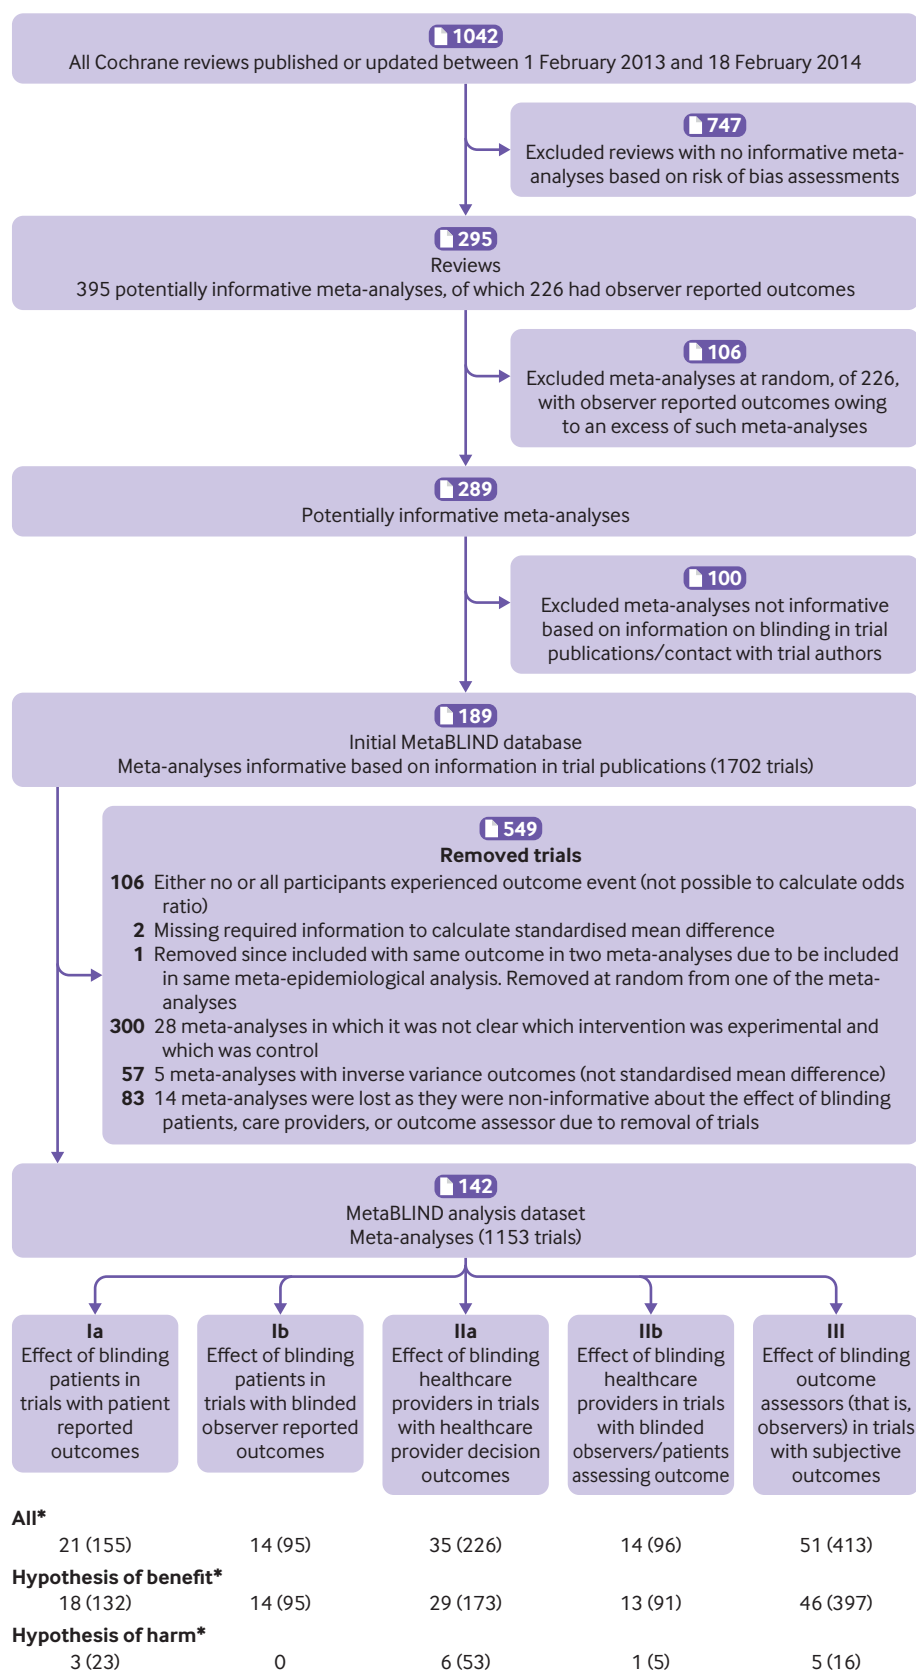 1042
All Cochrane reviews published or updated between 1 February 2013 and 18 February 2014
747
Excluded reviews with no informative meta-
analyses based on risk of bias assessments
295
Reviews
395 potentially informative meta-analyses, of which 226 had observer reported outcomes
106
Excluded meta-analyses at random, of 226,
with observer reported outcomes owing
to an excess of such meta-analyses
289
Potentially informative meta-analyses
100
Excluded meta-analyses not informative
based on information on blinding in trial
publications/contact with trial authors
189
Initial MetaBLIND database
Meta-analyses informative based on information in trial publications (1702 trials)
549
Removed trials
106 Either no or all participants experienced outcome event (not possible to calculate odds
ratio)
2 Missing required information to calculate standardised mean difference
1 Removed since included with same outcome in two meta-analyses due to be included
in same meta-epidemiological analysis. Removed at random from one of the meta-
analyses
300 28 meta-analyses in which it was not clear which intervention was experimental and
which was control
57 5 meta-analyses with inverse variance outcomes (not standardised mean difference)
83 14 meta-analyses were lost as they were non-informative about the effect of blinding
patients, care providers, or outcome assessor due to removal of trials
142
MetaBLIND analysis dataset
Meta-analyses (1153 trials)
Ia
Effect of blinding
patients in
trials with patient
reported
outcomes
Ib
Effect of blinding
patients in
trials with blinded
observer reported
outcomes
IIa
Effect of blinding
healthcare
providers in trials
with healthcare
provider decision
outcomes
IIb
Effect of blinding
healthcare
providers in trials
with blinded
observers/patients
assessing outcome
III
Effect of blinding
outcome
assessors (that is,
observers) in trials
with subjective
outcomes
All*
21 (155) 14 (95) 35 (226) 14 (96) 51 (413)
Hypothesis of benefit*
18 (132) 14 (95) 29 (173) 13 (91) 46 (397)
Hypothesis of harm*
3 (23) 0 6 (53) 1 (5) 5 (16)